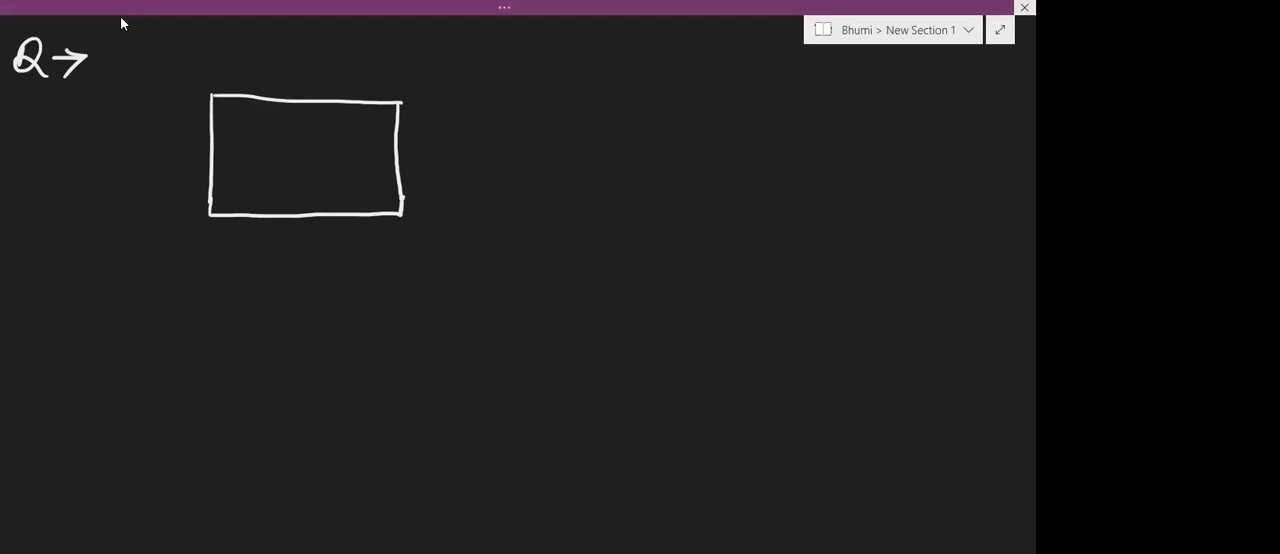 Bhumi > New Section 1
Q →